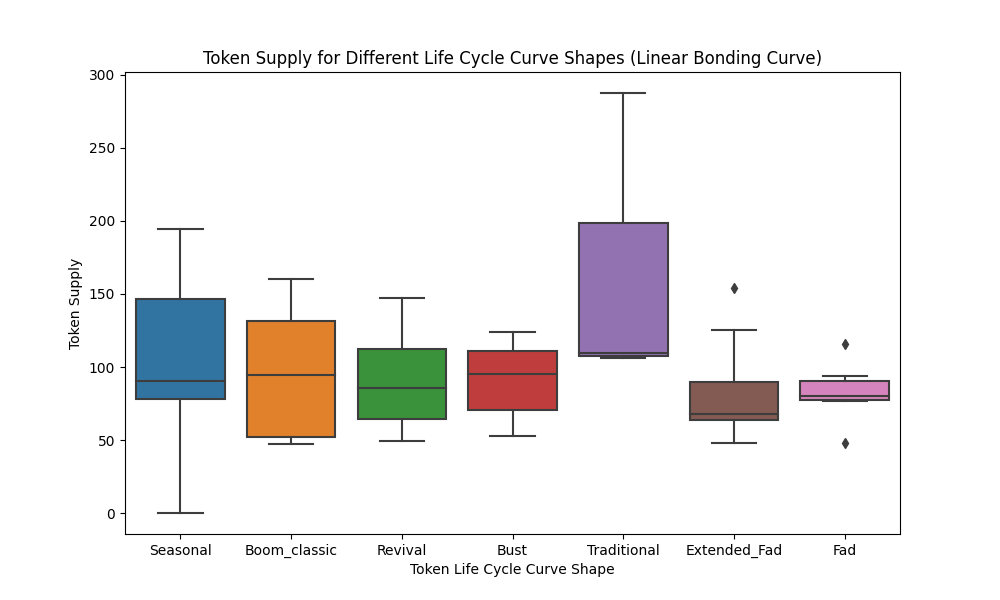 Token Supply for Different Life Cycle Curve Shapes (Linear Bonding Curve)
300
250
200
150
100
50
0
Token Supply
Seasonal Boom_classic Revival Bust Traditional Extended_Fad Fad
Token Life Cycle Curve Shape